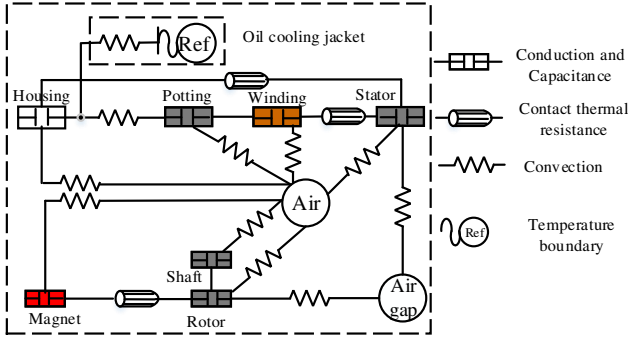 Ref
Oil cooling jacket
Housing
Potting
Winding
Stator
Air
Shaft
Magnet
Rotor
Air
gap
Conduction and
Capacitance
Contact thermal
resistance
Convection
Ref
Temperature
boundary